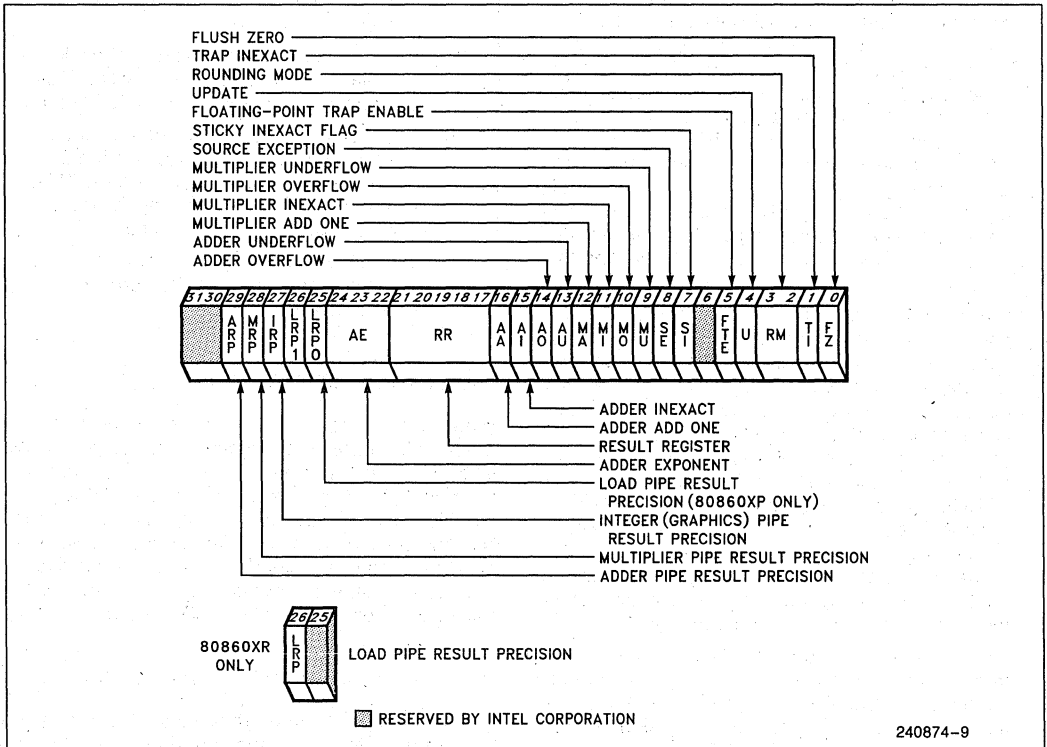 FLUSH ZERO
TRAP INEXACT
ROUNDING MODE
UPDATE
FLOATING-POINT TRAP ENABLE
STICKY INEXACT FLAG
SOURCE EXCEPTION
MULTIPLIER UNDERFLOW
MULTIPLIER OVERFLOW
MULTIPLIER INEXACT
MULTIPLIER ADD ONE
ADDER UNDERFLOW
ADDER OVERFLOW
31 30 29 28 27 26 25 24 23 22 21 20 19 18 17 16 15 14 13 12 11 10 9 8 7 6 5 4 3 2 1 0
ARP MRP IRP LRP1 LRP0 AE RR AA AI AO AU MA MI MO MU SE SI FTE U RM TI FZ
ADDER INEXACT
ADDER ADD ONE
RESULT REGISTER
ADDER EXPONENT
LOAD PIPE RESULT
PRECISION (80860XP ONLY)
INTEGER (GRAPHICS) PIPE
RESULT PRECISION
MULTIPLIER PIPE RESULT PRECISION
ADDER PIPE RESULT PRECISION
26 25
80860XR
ONLY
LRP
LOAD PIPE RESULT PRECISION
RESERVED BY INTEL CORPORATION
240874-9